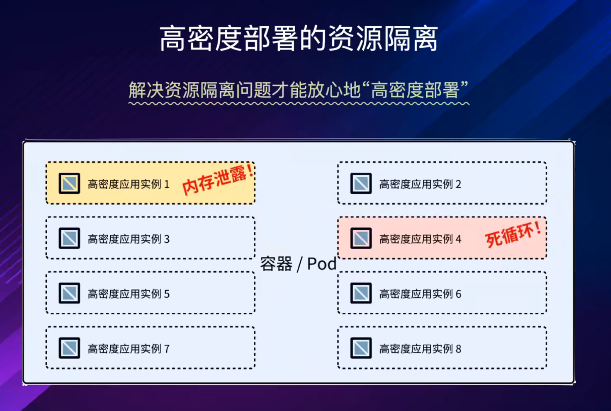 高密度部署的资源隔离
解决资源隔离问题才能放心地“高密度部署”
高密度应用实例 1
内存泄露!
高密度应用实例 2
高密度应用实例 3
高密度应用实例 4
死循环!
容器 / Pod
高密度应用实例 5
高密度应用实例 6
高密度应用实例 7
高密度应用实例 8